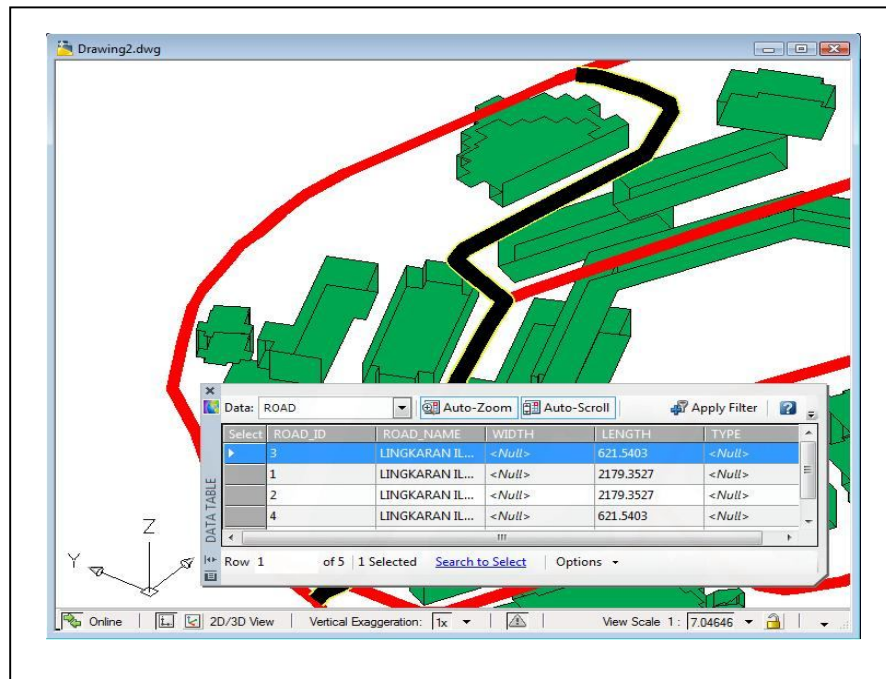 Drawing2.dwg
Data: ROAD Auto-Zoom Auto-Scroll Apply Filter ?
Select ROAD_ID ROAD_NAME WIDTH LENGTH TYPE
3 LINGKARAN IL... <Null> 621.5403 <Null>
1 LINGKARAN IL... <Null> 2179.3527 <Null>
2 LINGKARAN IL... <Null> 2179.3527 <Null>
4 LINGKARAN IL... <Null> 621.5403 <Null>
DATA TABLE
Row 1 of 5 1 Selected Search to Select Options
Z
Y
Online 2D/3D View Vertical Exaggeration: 1x View Scale 1 : 7.04646